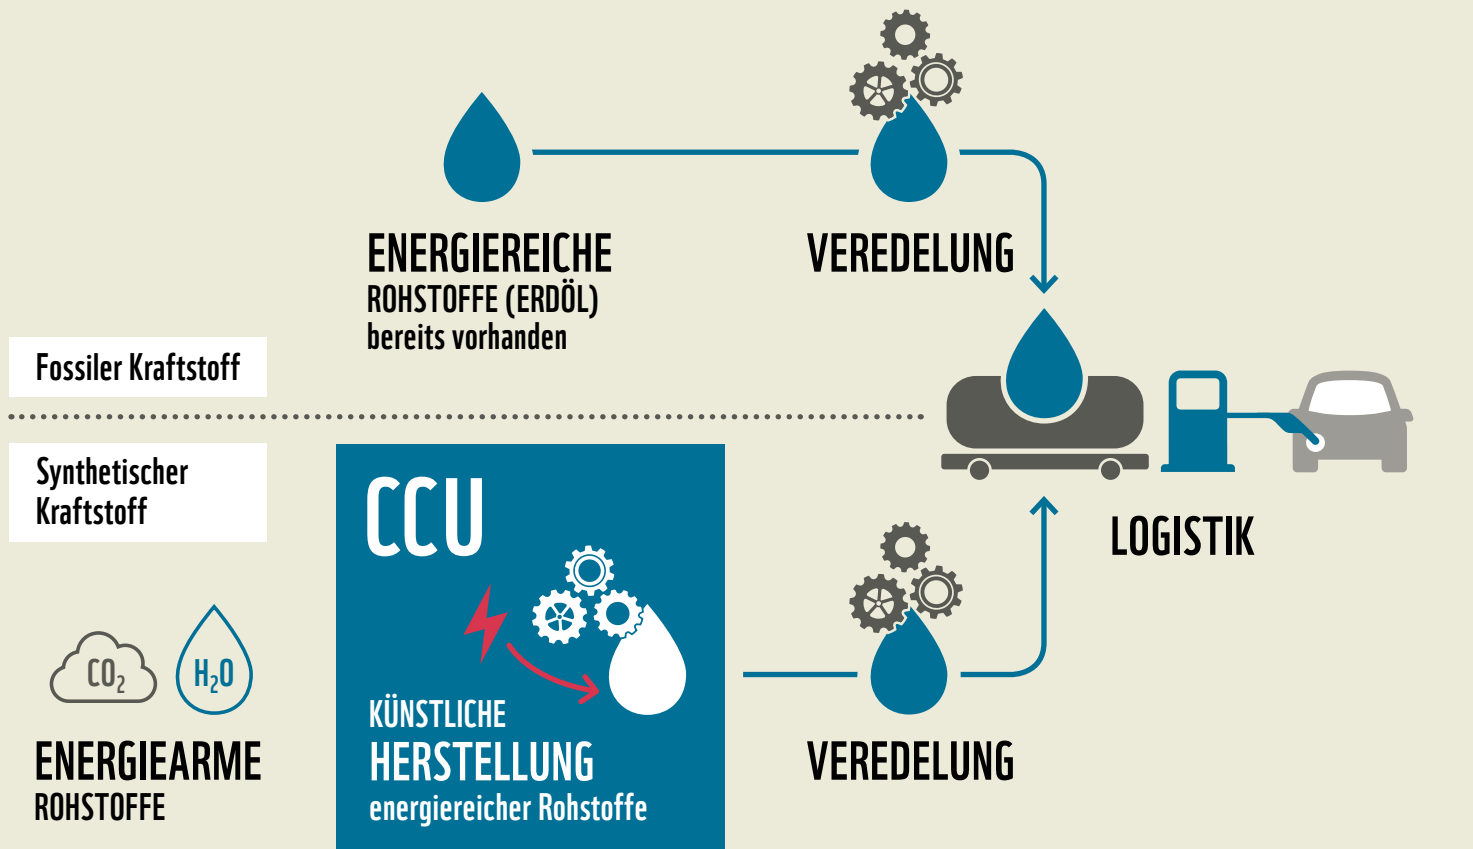 ENERGIEREICHE
ROHSTOFFE (ERDÖL)
bereits vorhanden
VEREDELUNG
Fossiler Kraftstoff
Synthetischer
Kraftstoff
CO₂
H₂O
ENERGIEARME
ROHSTOFFE
CCU
KÜNSTLICHE
HERSTELLUNG
energiereicher Rohstoffe
VEREDELUNG
LOGISTIK